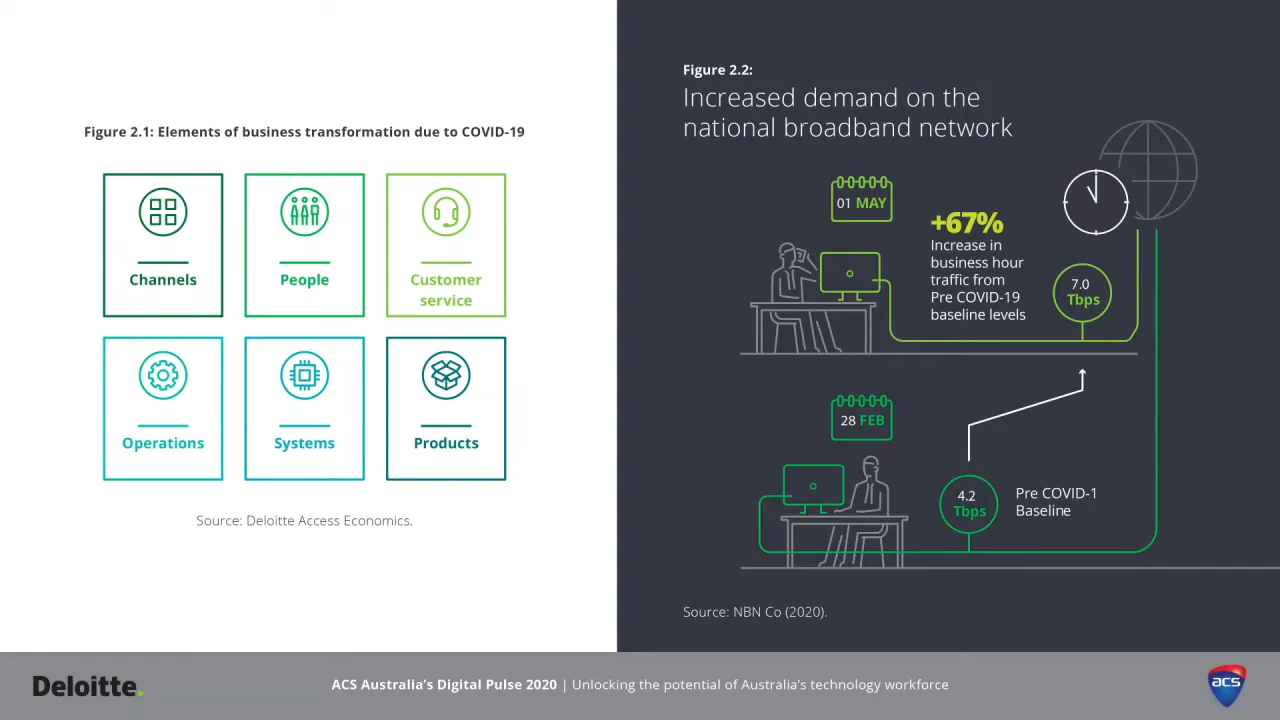 Figure 2.1: Elements of business transformation due to COVID-19
Channels
People
Customer
service
Operations
Systems
Products
Source: Deloitte Access Economics.
Figure 2.2:
Increased demand on the
national broadband network
01 MAY
+67%
Increase in
business hour
traffic from
Pre COVID-19
baseline levels
7.0
Tbps
28 FEB
4.2
Tbps
Pre COVID-1
Baseline
Source: NBN Co (2020).
Deloitte.
ACS Australia's Digital Pulse 2020 | Unlocking the potential of Australia's technology workforce
acs